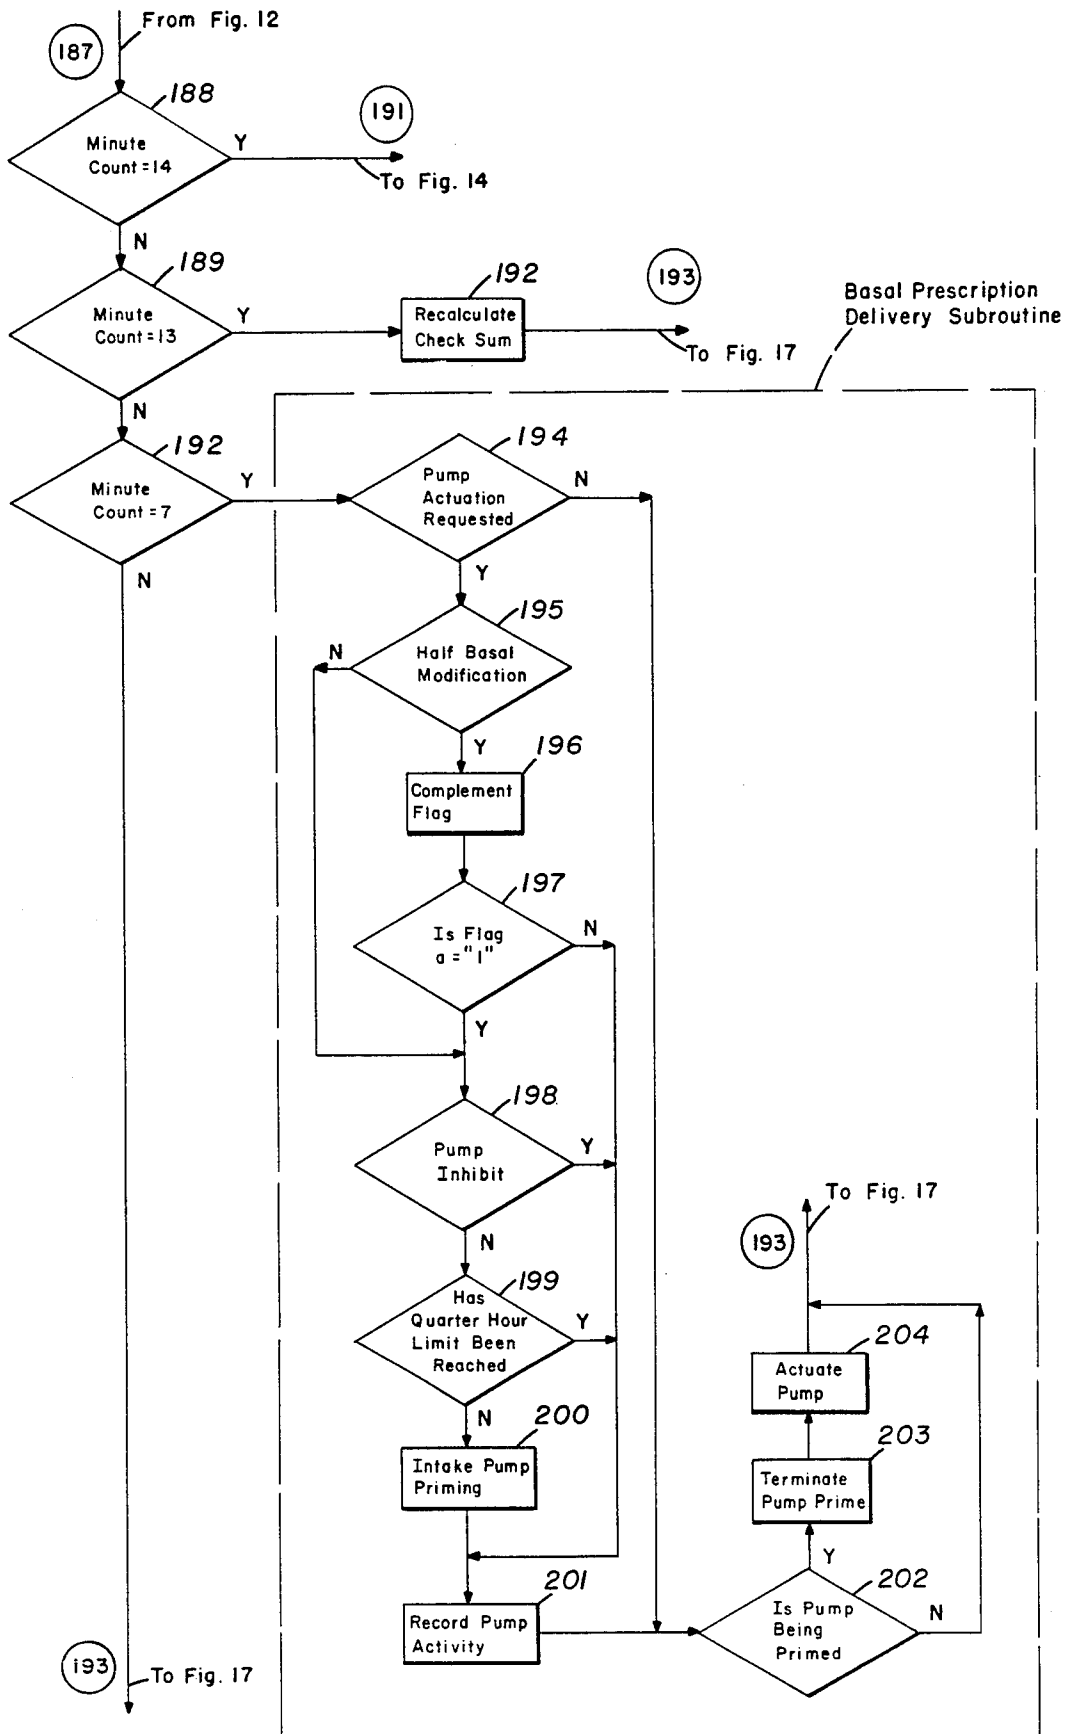 From Fig. 12
187
188
Minute
Count = 14
Y
191
To Fig. 14
N
189
Minute
Count = 13
Y
192
Recalculate
Check Sum
193
To Fig. 17
Basal Prescription
Delivery Subroutine
N
192
Minute
Count = 7
Y
N
194
Pump
Actuation
Requested
N
Y
195
Half Basal
Modification
N
Y
196
Complement
Flag
197
Is Flag
a = "1"
N
Y
198
Pump
Inhibit
Y
N
199
Has
Quarter Hour
Limit Been
Reached
Y
N
200
Intake Pump
Priming
201
Record Pump
Activity
202
Is Pump
Being
Primed
N
Y
203
Terminate
Pump Prime
204
Actuate
Pump
193
To Fig. 17
193
To Fig. 17